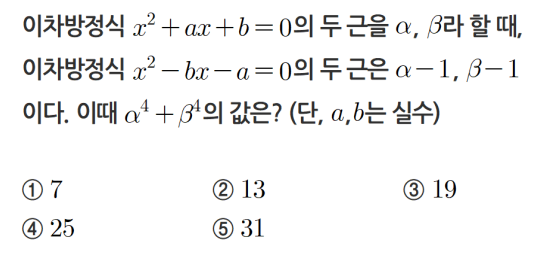 이차방정식 x² + ax + b = 0의 두 근을 α, β라 할 때,
이차방정식 x² − bx − a = 0의 두 근은 α − 1, β − 1
이다. 이때 α⁴ + β⁴의 값은? (단, a,b는 실수)
① 7 ② 13 ③ 19
④ 25 ⑤ 31